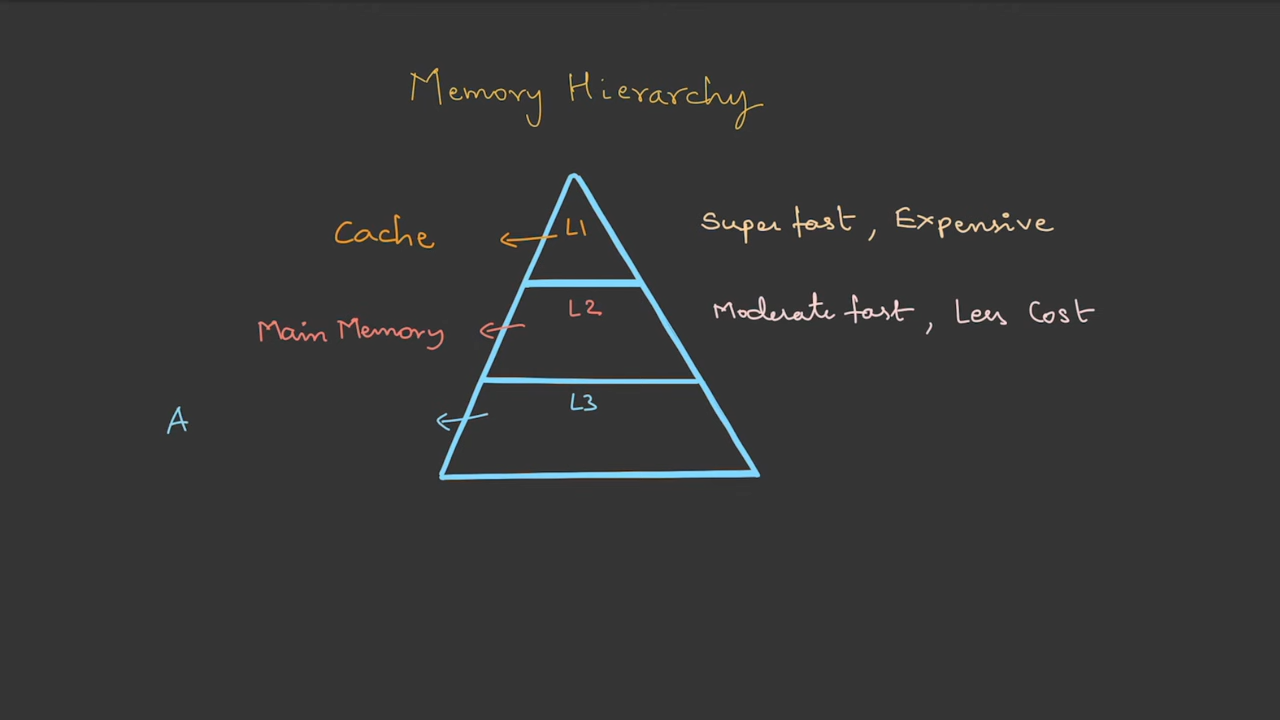 Memory Hierarchy
Cache ← L1 Super fast, Expensive
L2
Main Memory ← Moderate fast, Less Cost
L3
A ←